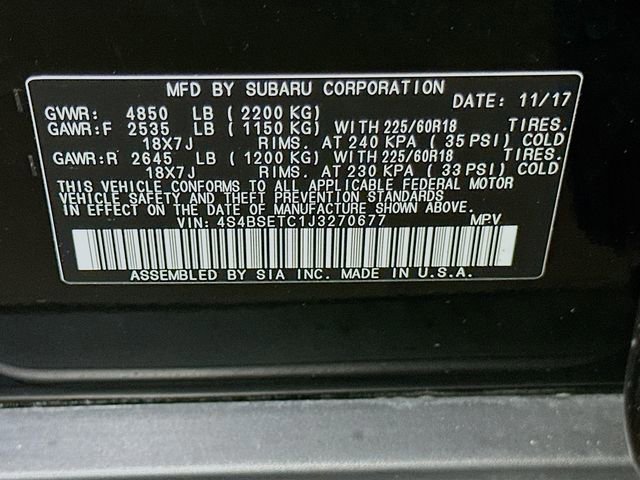 MFD BY SUBARU CORPORATION DATE: 11/17
GVWR: 4850 LB (2200 KG)
GAWR:F 2535 LB (1150 KG) WITH 225/60R18 TIRES.
18X7J RIMS. AT 240 KPA (35 PSI) COLD
GAWR:R 2645 LB (1200 KG) WITH 225/60R18 TIRES.
18X7J RIMS. AT 230 KPA (33 PSI) COLD
THIS VEHICLE CONFORMS TO ALL APPLICABLE FEDERAL MOTOR
VEHICLE SAFETY AND THEFT PREVENTION STANDARDS
IN EFFECT ON THE DATE OF MANUFACTURE SHOWN ABOVE.
VIN: 4S4BSETC1J3270677 MPV
ASSEMBLED BY SIA INC. MADE IN U.S.A.